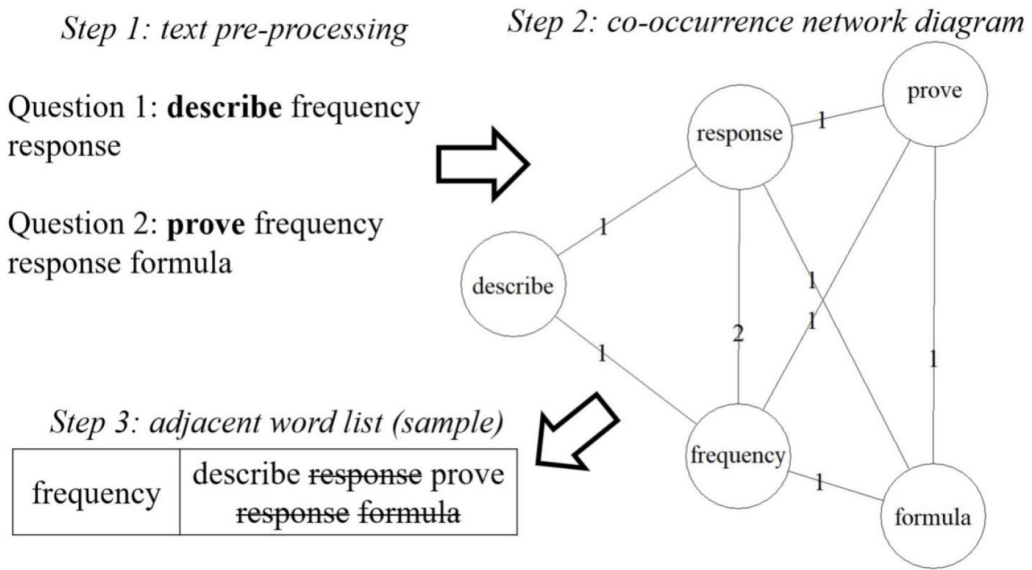 Step 1: text pre-processing
Question 1: describe frequency
response
Question 2: prove frequency
response formula
Step 2: co-occurrence network diagram
prove
response
1
1
describe
1
1
2
1
1
frequency
1
formula
Step 3: adjacent word list (sample)
frequency
describe response prove
response formula